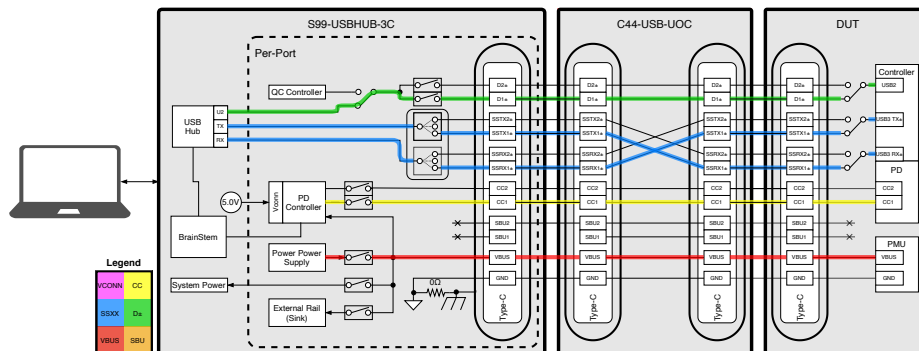 S99-USBHUB-3C
C44-USB-UOC
DUT
Per-Port
QC Controller
USB
Hub
U2
TX
RX
5.0V
Vconn
PD
Controller
BrainStem
Power Power
Supply
System Power
External Rail
(Sink)
0Ω
D2±
D1±
SSTX2±
SSTX1±
SSRX2±
SSRX1±
CC2
CC1
SBU2
SBU1
VBUS
GND
Type-C
D2±
D1±
SSTX2±
SSTX1±
SSRX2±
SSRX1±
CC2
CC1
SBU2
SBU1
VBUS
GND
Type-C
D2±
D1±
SSTX2±
SSTX1±
SSRX2±
SSRX1±
CC2
CC1
SBU2
SBU1
VBUS
GND
Type-C
D2±
D1±
SSTX2±
SSTX1±
SSRX2±
SSRX1±
CC2
CC1
SBU2
SBU1
VBUS
GND
Type-C
Controller
USB2
USB3 TX±
USB3 RX±
PD
CC2
CC1
PMU
VBUS
GND
Legend
VCONN
CC
SSXX
D±
VBUS
SBU